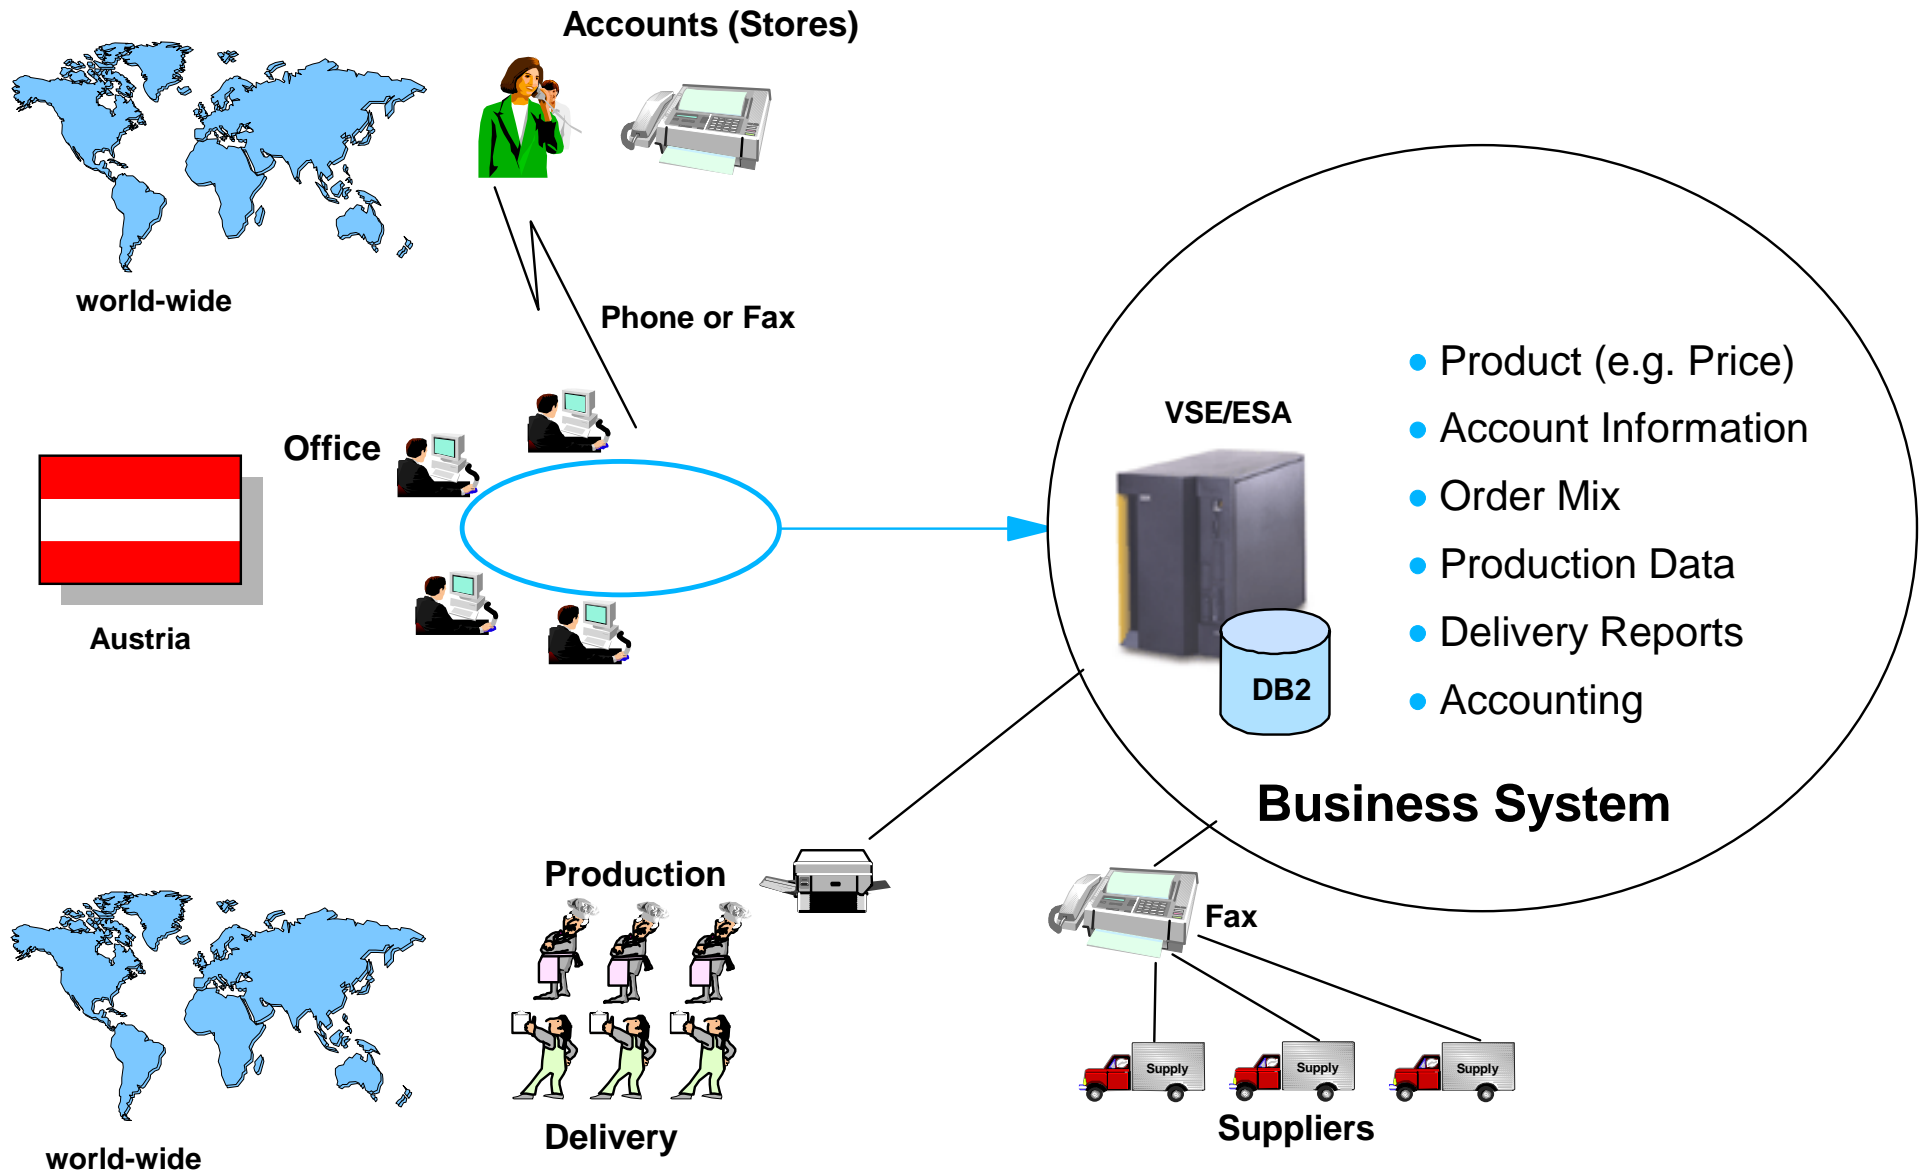 Accounts (Stores)
world-wide
Phone or Fax
Office
Austria
VSE/ESA
DB2
Product (e.g. Price)
Account Information
Order Mix
Production Data
Delivery Reports
Accounting
Business System
Production
Delivery
world-wide
Fax
Supply
Supply
Supply
Suppliers